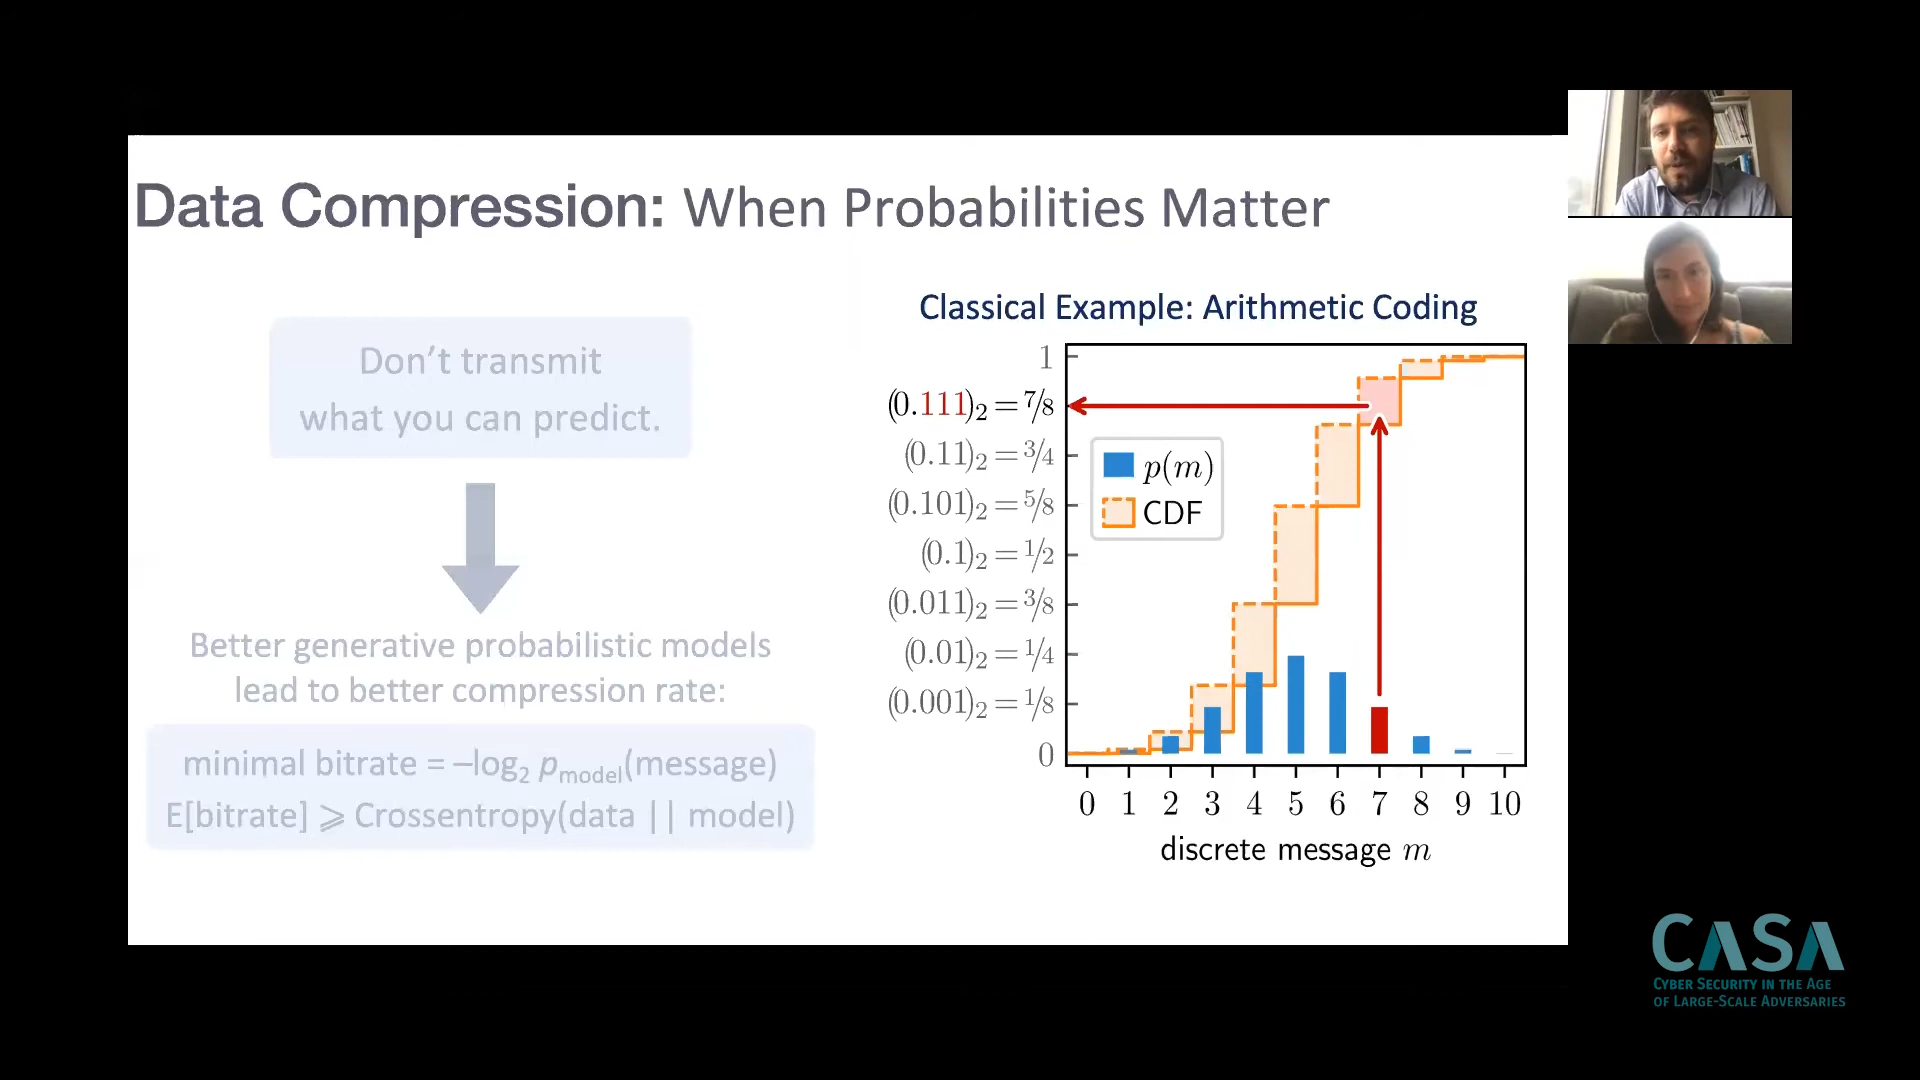 Data Compression: When Probabilities Matter
Don't transmit
what you can predict.
Better generative probabilistic models
lead to better compression rate:
minimal bitrate = –log₂ p_model(message)
E[bitrate] ⩾ Crossentropy(data || model)
Classical Example: Arithmetic Coding
1
(0.111)₂ = 7/8
(0.11)₂ = 3/4
(0.101)₂ = 5/8
(0.1)₂ = 1/2
(0.011)₂ = 3/8
(0.01)₂ = 1/4
(0.001)₂ = 1/8
0
p(m)
CDF
0 1 2 3 4 5 6 7 8 9 10
discrete message m
CASA
CYBER SECURITY IN THE AGE
OF LARGE-SCALE ADVERSARIES